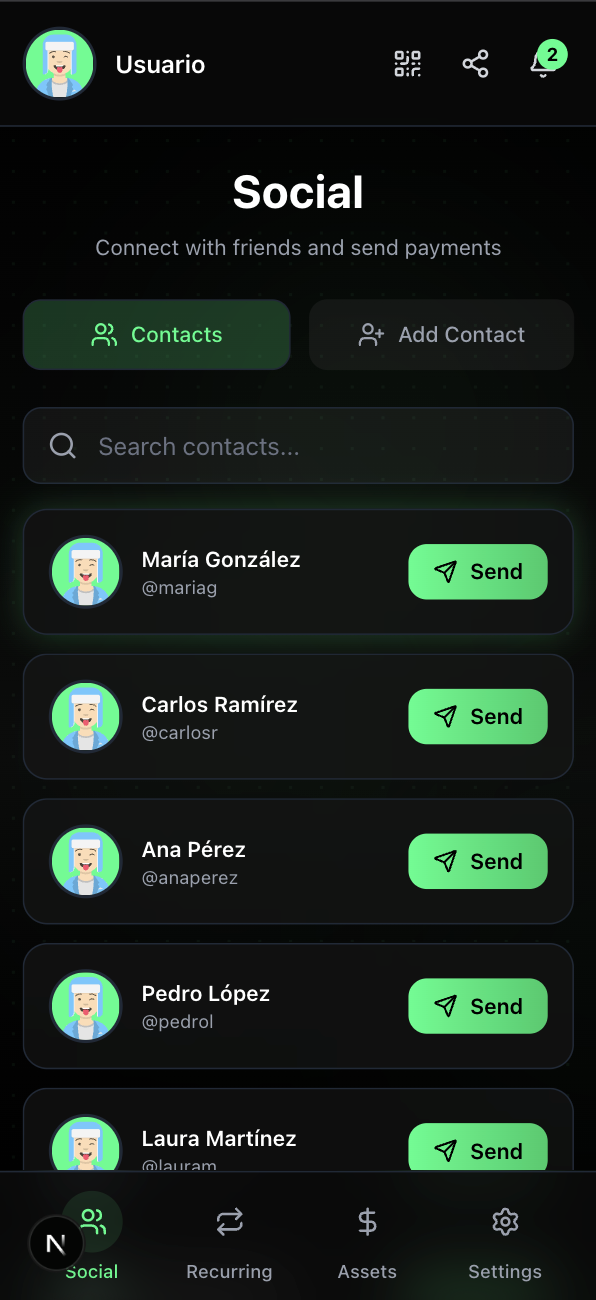 Usuario
2
Social
Connect with friends and send payments
Contacts
Add Contact
Search contacts...
María González
@mariag
Send
Carlos Ramírez
@carlosr
Send
Ana Pérez
@anaperez
Send
Pedro López
@pedrol
Send
Laura Martínez
@lauram
Send
N
Social
Recurring
Assets
Settings